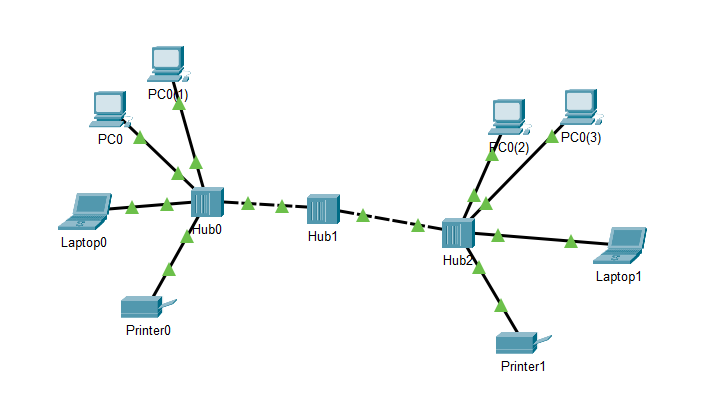 PC0(1)
PC0
PC0(2)
PC0(3)
Laptop0
Hub0
Hub1
Hub2
Laptop1
Printer0
Printer1